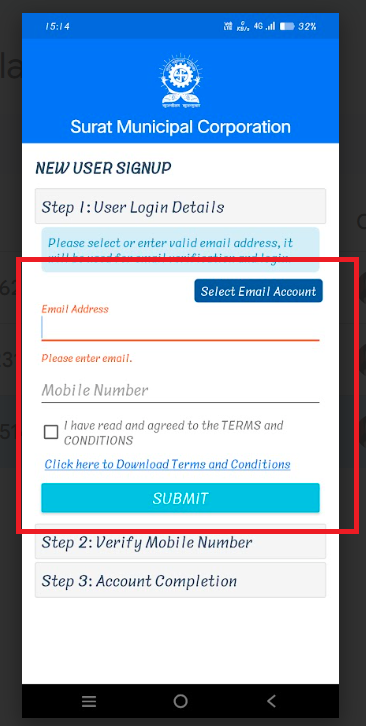 15:14
4G 32%
Surat Municipal Corporation
NEW USER SIGNUP
Step 1: User Login Details
Please select or enter valid email address, it
will be used for email verification and login
Select Email Account
Email Address
Please enter email.
Mobile Number
I have read and agreed to the TERMS and
CONDITIONS
Click here to Download Terms and Conditions
SUBMIT
Step 2: Verify Mobile Number
Step 3: Account Completion